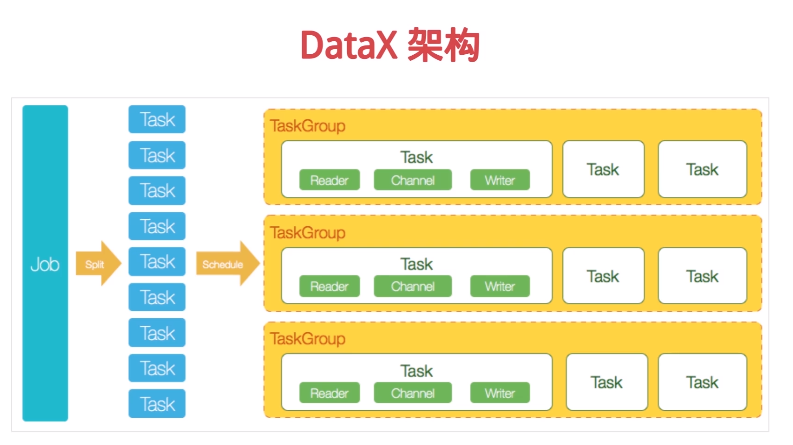 DataX 架构
Job
Split
Task
Task
Task
Task
Task
Task
Task
Task
Task
Schedule
TaskGroup
Task
Reader
Channel
Writer
Task
Task
TaskGroup
Task
Reader
Channel
Writer
Task
Task
TaskGroup
Task
Reader
Channel
Writer
Task
Task